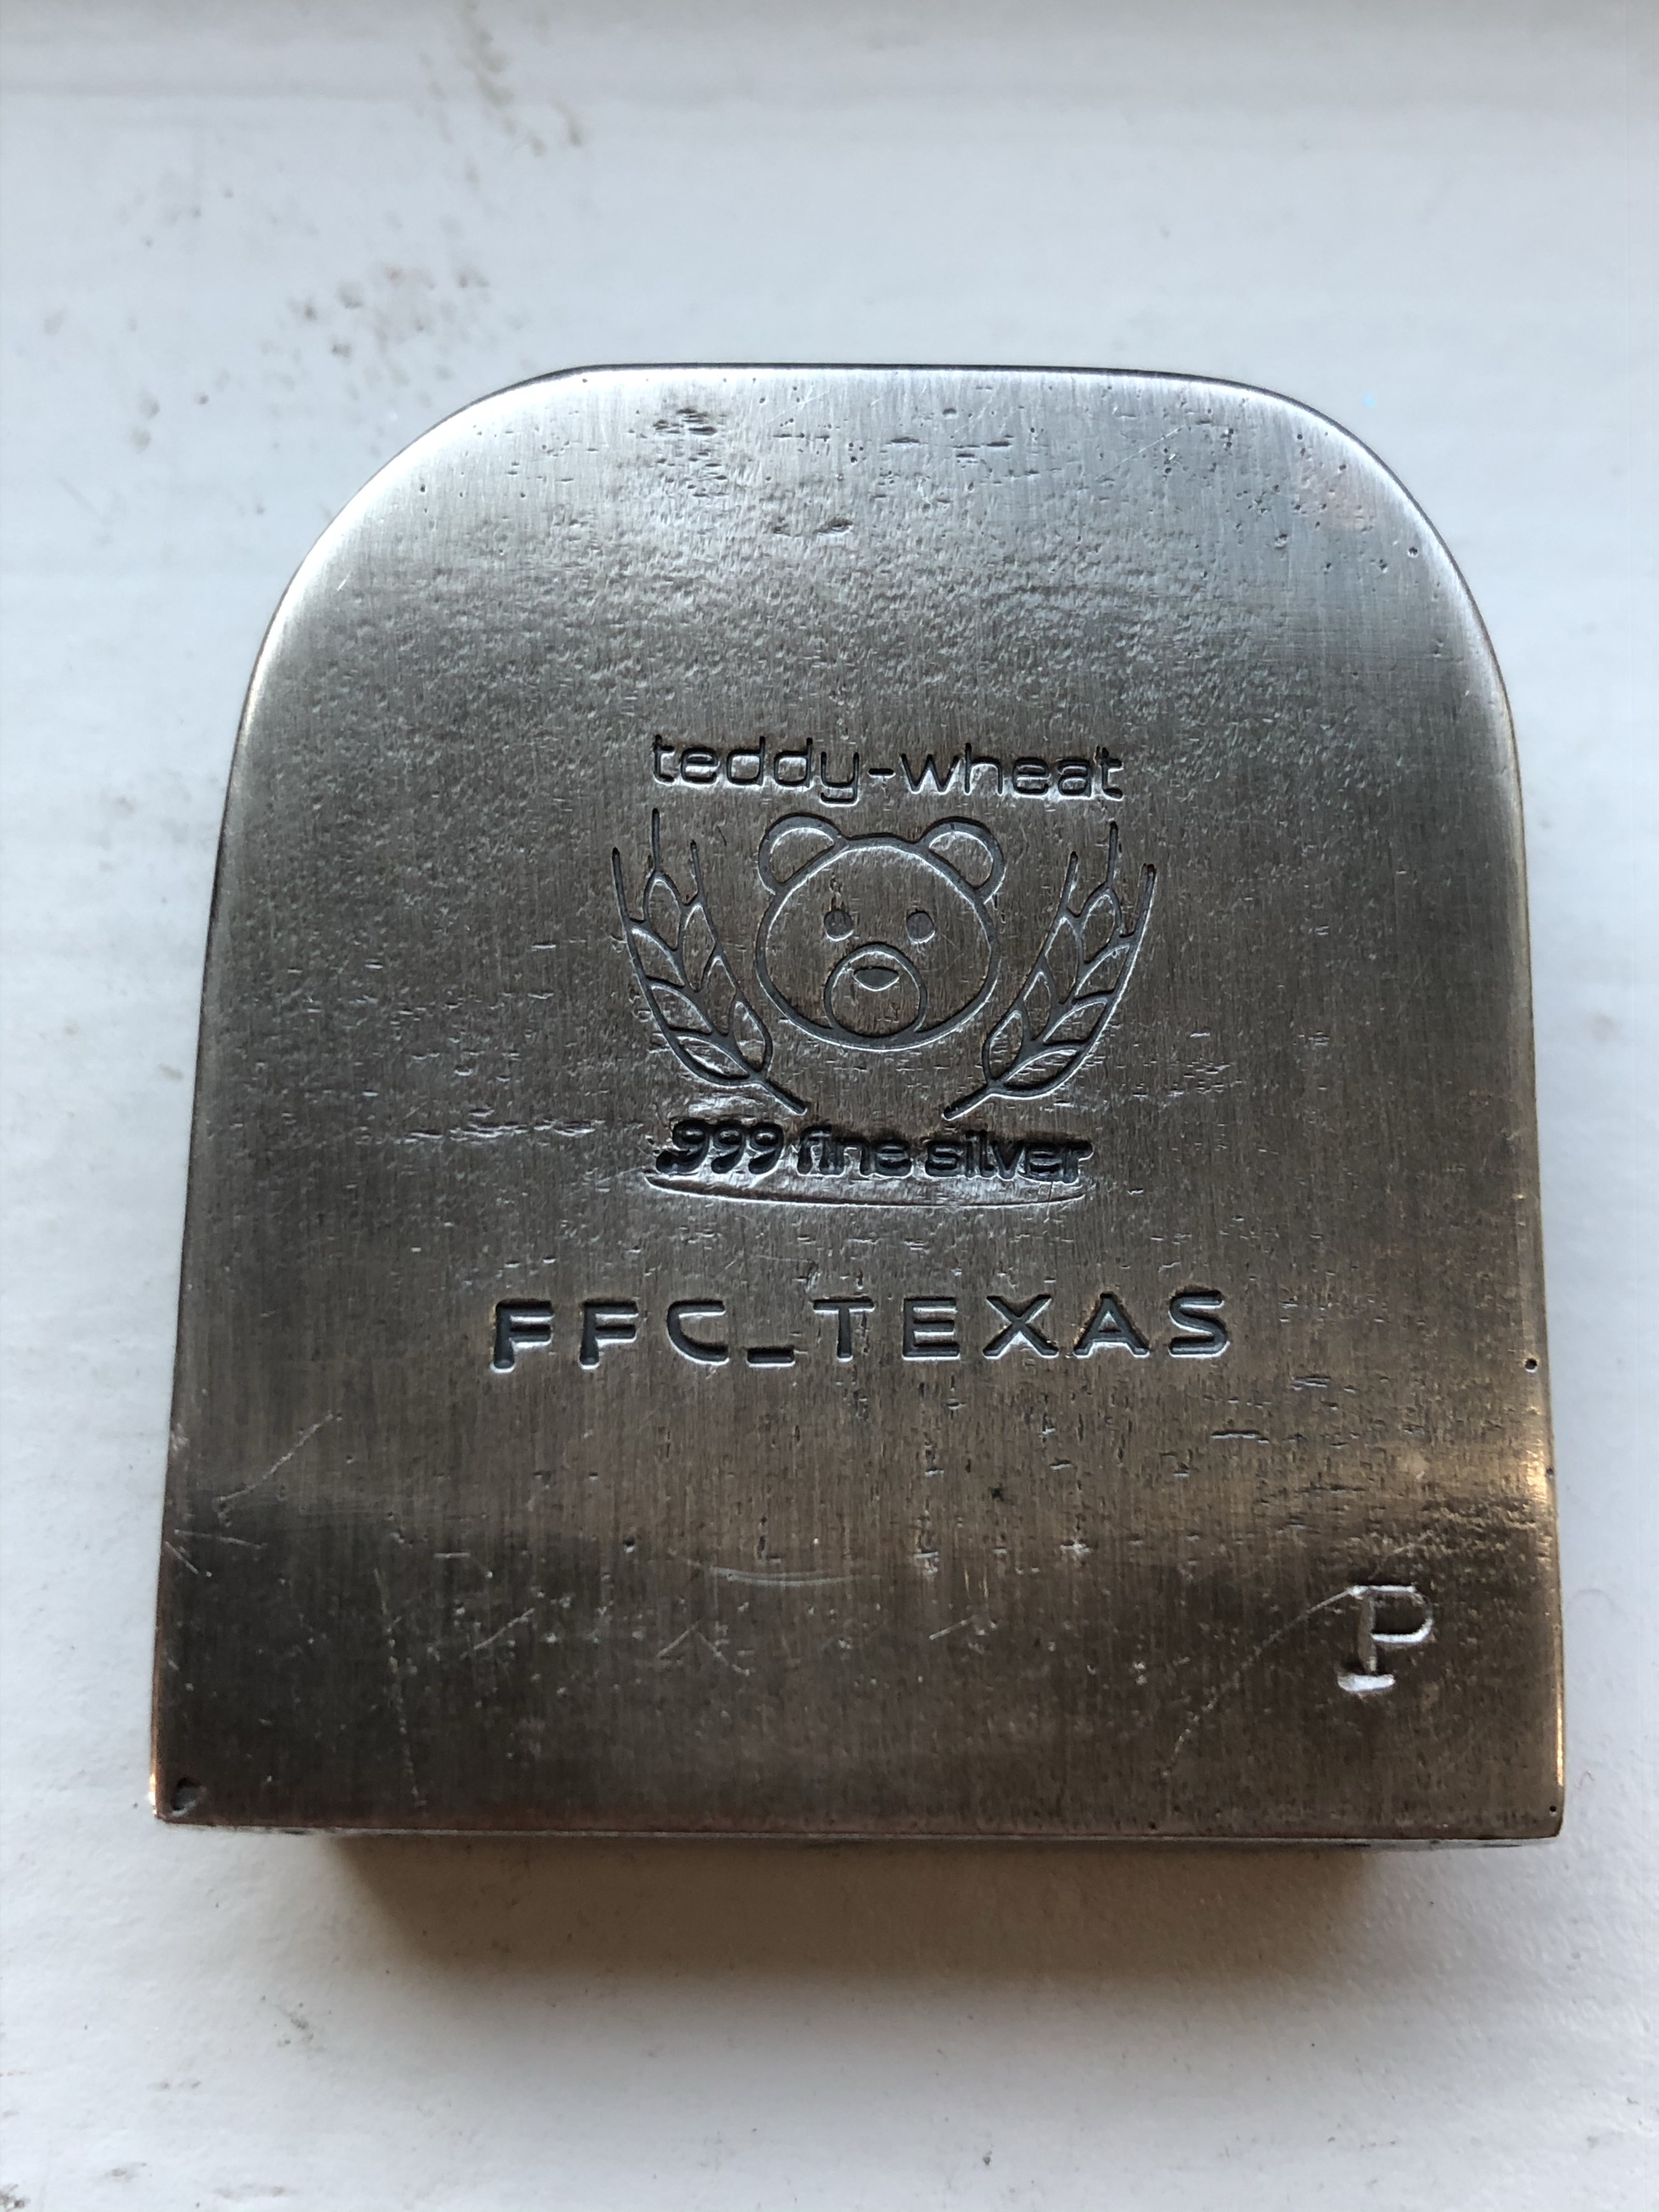 teddy-wheat
.999 fine silver
FFC_TEXAS
P